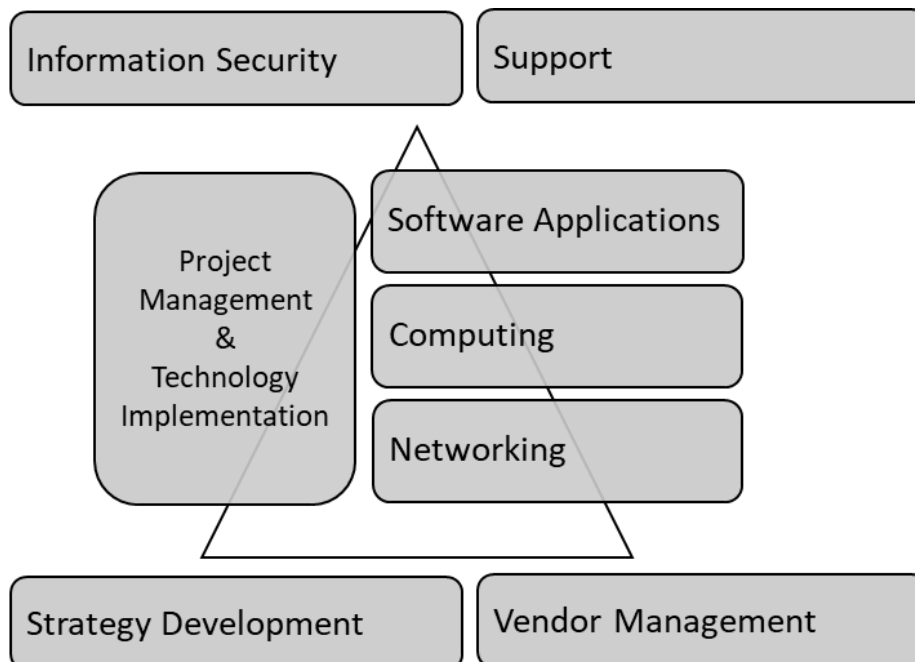 Information Security
Support
Project
Management
&
Technology
Implementation
Software Applications
Computing
Networking
Strategy Development
Vendor Management